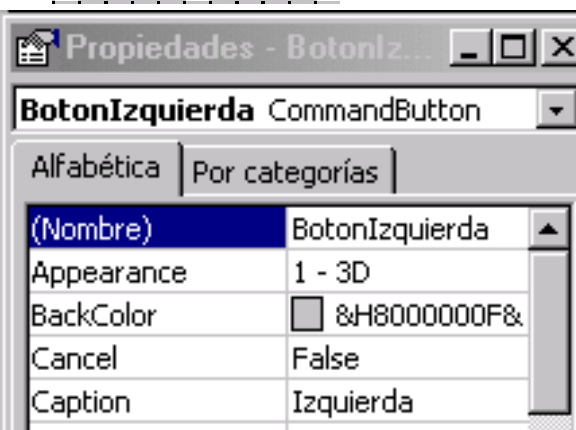 Propiedades - BotonIz...
BotonIzquierda CommandButton
Alfabética Por categorías
(Nombre) BotonIzquierda
Appearance 1 - 3D
BackColor &H8000000F&
Cancel False
Caption Izquierda